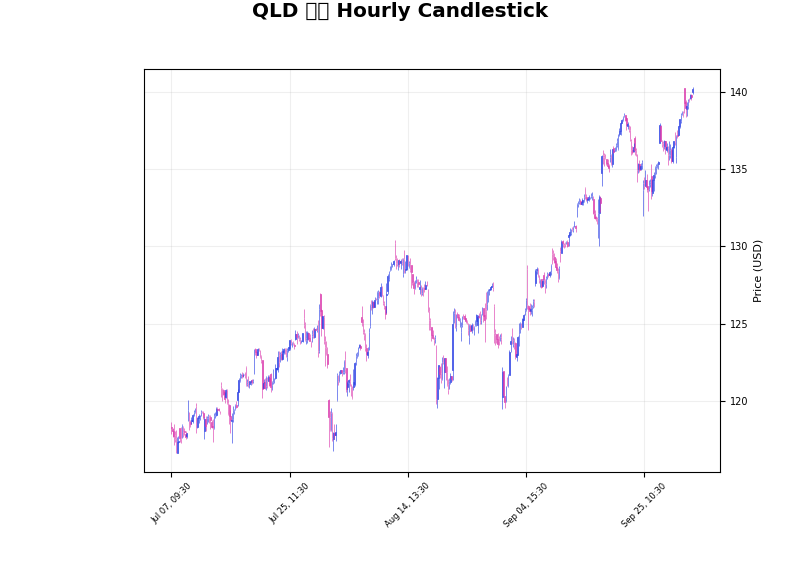 QLD Hourly Candlestick
140
135
130
125
120
Price (USD)
Jul 07, 09:30
Jul 25, 11:30
Aug 14, 13:30
Sep 04, 15:30
Sep 25, 10:30